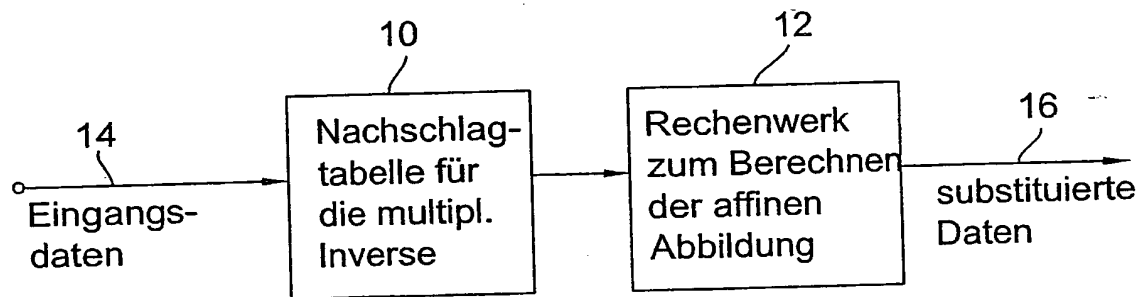 10
12
14
16
Eingangs-
daten
Nachschlag-
tabelle für
die multipl.
Inverse
Rechenwerk
zum Berechnen
der affinen
Abbildung
substituierte
Daten